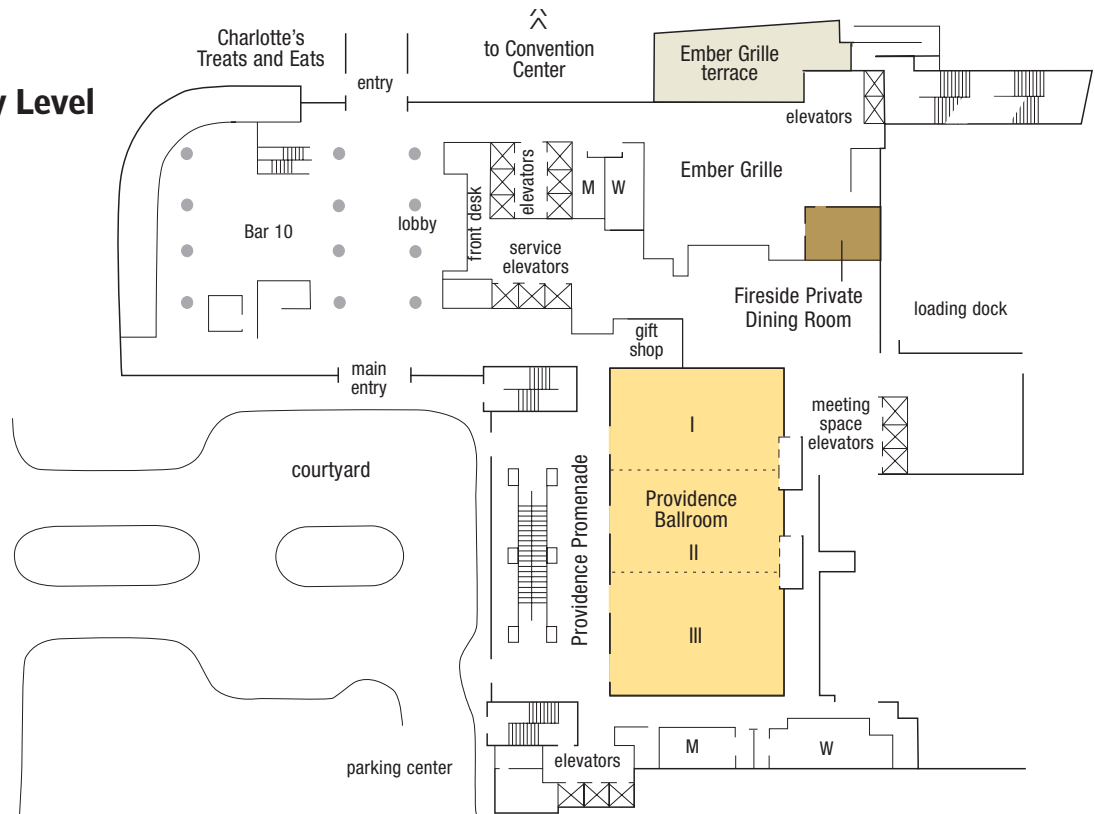 Charlotte's
Treats and Eats
to Convention
Center
Ember Grille
terrace
entry
Level
elevators
elevators
M
W
Ember Grille
front desk
lobby
Bar 10
service
elevators
Fireside Private
Dining Room
loading dock
gift
shop
main
entry
I
meeting
space
elevators
courtyard
Providence Promenade
Providence
Ballroom
II
III
M
W
elevators
parking center